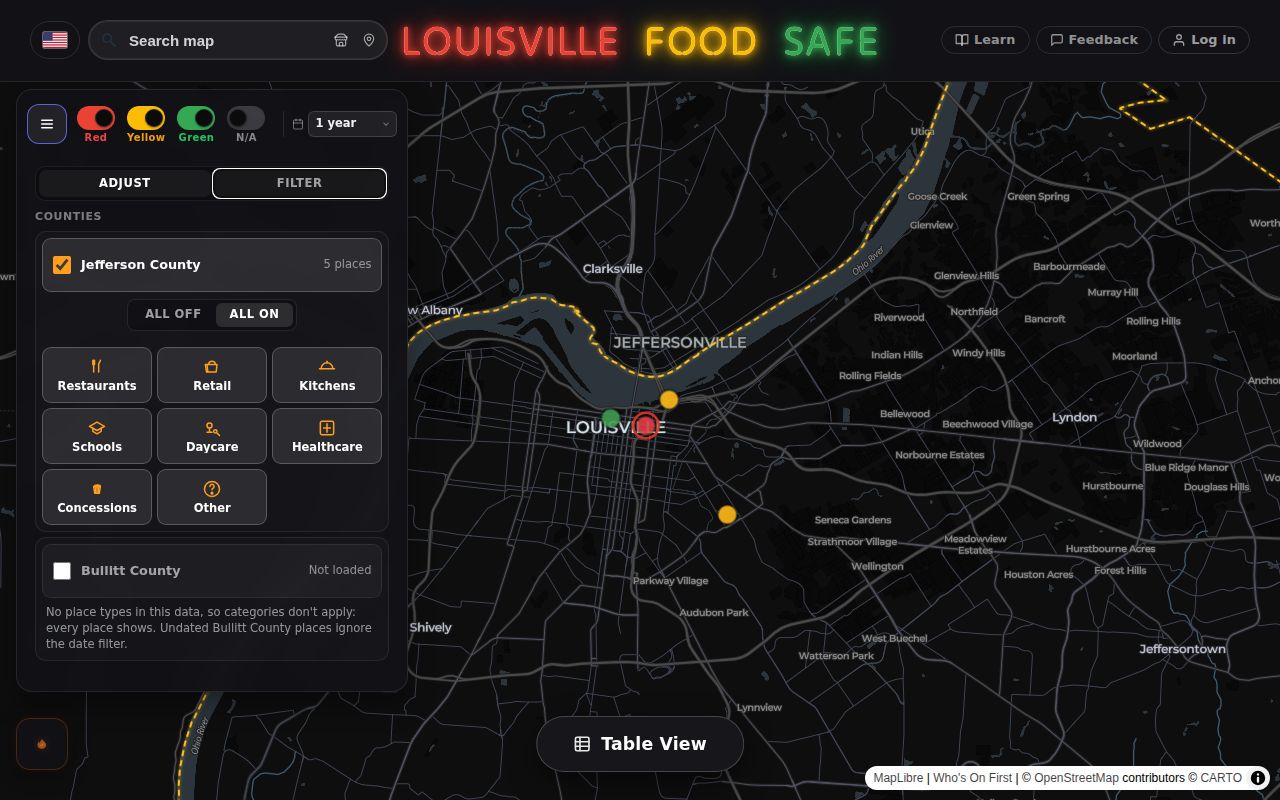 Search map
LOUISVILLE FOOD SAFE
Learn
Feedback
Log In
Red
Yellow
Green
N/A
1 year
ADJUST
FILTER
COUNTIES
Jefferson County
5 places
ALL OFF
ALL ON
Restaurants
Retail
Kitchens
Schools
Daycare
Healthcare
Concessions
Other
Bullitt County
Not loaded
No place types in this data, so categories don't apply:
every place shows. Undated Bullitt County places ignore
the date filter.
Utica
Goose Creek
Green Spring
Glenview
Worth
Ohio River
Clarksville
Glenview Hills
Barbourmeade
Murray Hill
w Albany
Riverwood
Northfield
Bancroft
Rolling Hills
JEFFERSONVILLE
Indian Hills
Windy Hills
Moorland
Rolling Fields
Anchor
Bellewood
Beechwood Village
Lyndon
LOUISVILLE
Wildwood
Norbourne Estates
Blue Ridge Manor
Hurstbourne
Douglass Hills
Wo
Seneca Gardens
Strathmoor Village
Meadowview
Estates
Hurstbourne Acres
Wellington
Houston Acres
Forest Hills
Parkway Village
Audubon Park
Shively
West Buechel
Watterson Park
Jeffersontown
Lynnview
Ohio River
wn
Table View
MapLibre | Who's On First | © OpenStreetMap contributors © CARTO